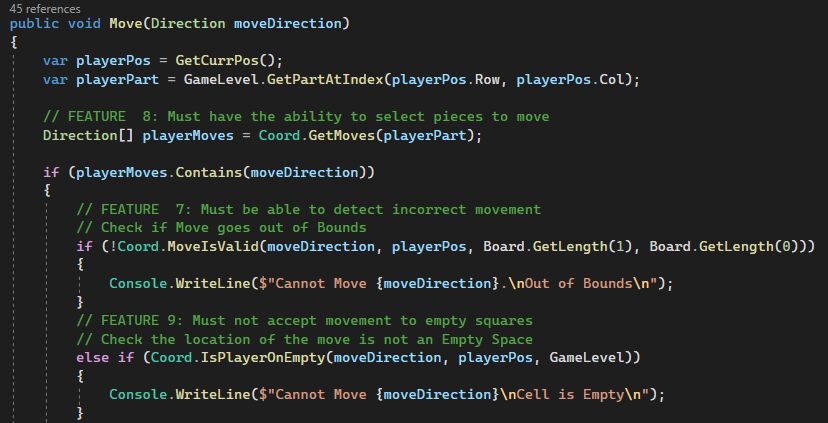 45 references
public void Move(Direction moveDirection)
{
var playerPos = GetCurrPos();
var playerPart = GameLevel.GetPartAtIndex(playerPos.Row, playerPos.Col);
// FEATURE  8: Must have the ability to select pieces to move
Direction[] playerMoves = Coord.GetMoves(playerPart);
if (playerMoves.Contains(moveDirection))
{
// FEATURE  7: Must be able to detect incorrect movement
// Check if Move goes out of Bounds
if (!Coord.MoveIsValid(moveDirection, playerPos, Board.GetLength(1), Board.GetLength(0)))
{
Console.WriteLine($"Cannot Move {moveDirection}.\nOut of Bounds\n");
}
// FEATURE 9: Must not accept movement to empty squares
// Check the location of the move is not an Empty Space
else if (Coord.IsPlayerOnEmpty(moveDirection, playerPos, GameLevel))
{
Console.WriteLine($"Cannot Move {moveDirection}\nCell is Empty\n");
}